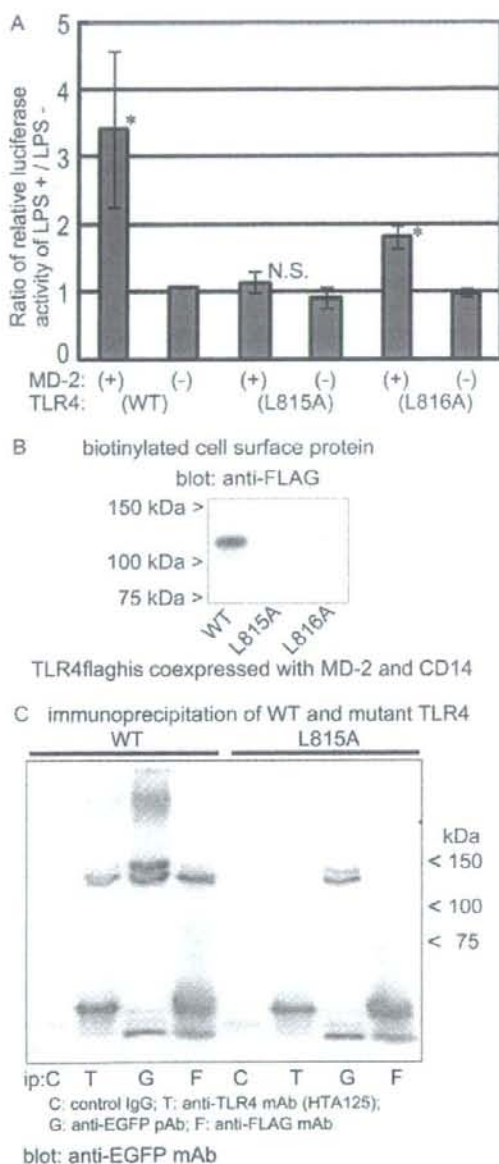 A
Ratio of relative luciferase
activity of LPS + / LPS -
5
4
3
2
1
0
*
N.S.
*
MD-2: (+) (-) (+) (-) (+) (-)
TLR4: (WT) (L815A) (L816A)
B biotinylated cell surface protein
blot: anti-FLAG
150 kDa >
100 kDa >
75 kDa >
WT L815A L816A
TLR4flaghis coexpressed with MD-2 and CD14
C immunoprecipitation of WT and mutant TLR4
WT L815A
kDa
< 150
< 100
< 75
ip:C T G F C T G F
C: control IgG; T: anti-TLR4 mAb (HTA125);
G: anti-EGFP pAb; F: anti-FLAG mAb
blot: anti-EGFP mAb